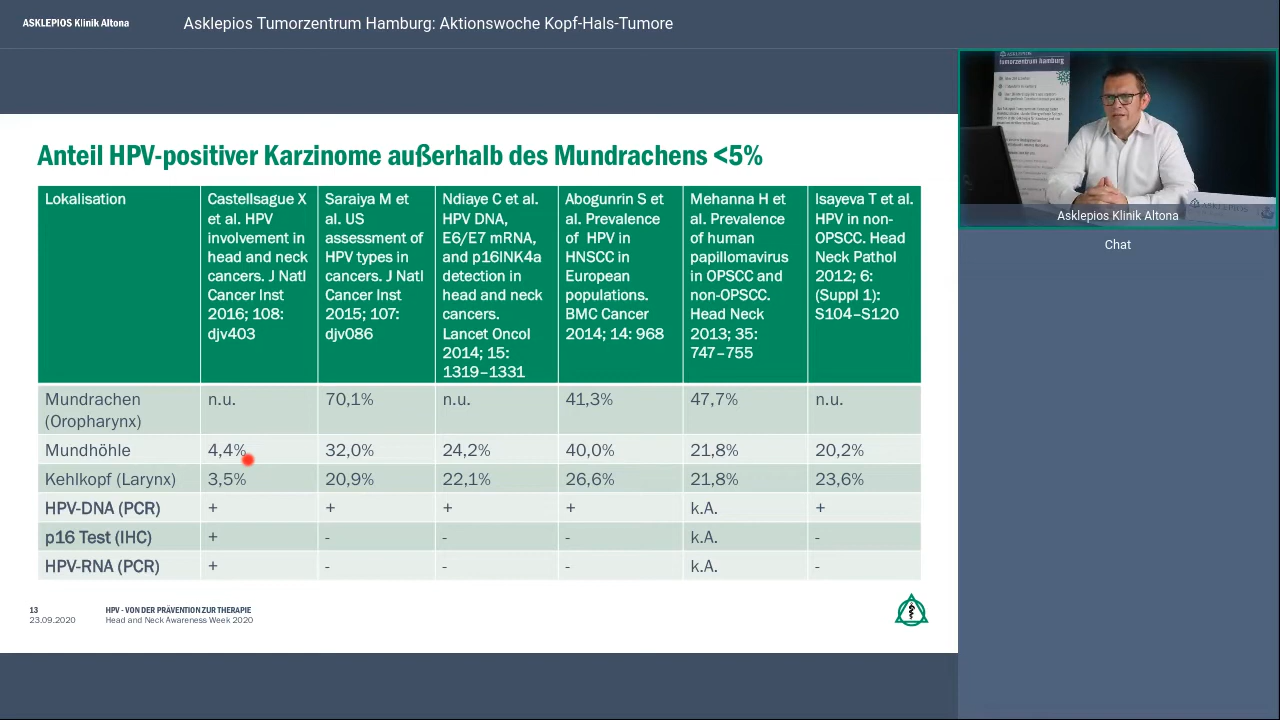 ASKLEPIOS Klinik Altona
Asklepios Tumorzentrum Hamburg: Aktionswoche Kopf-Hals-Tumore
Anteil HPV-positiver Karzinome außerhalb des Mundrachens <5%
Lokalisation
Castellsague X
et al. HPV
involvement in
head and neck
cancers. J Natl
Cancer Inst
2016; 108:
djv403
Saraiya M et
al. US
assessment of
HPV types in
cancers. J Natl
Cancer Inst
2015; 107:
djv086
Ndiaye C et al.
HPV DNA,
E6/E7 mRNA,
and p16INK4a
detection in
head and neck
cancers.
Lancet Oncol
2014; 15:
1319–1331
Abogunrin S et
al. Prevalence
of HPV in
HNSCC in
European
populations.
BMC Cancer
2014; 14: 968
Mehanna H et
al. Prevalence
of human
papillomavirus
in OPSCC and
non-OPSCC.
Head Neck
2013; 35:
747–755
Isayeva T et al.
HPV in non-
OPSCC. Head
Neck Pathol
2012; 6:
(Suppl 1):
S104–S120
Mundrachen
(Oropharynx)
n.u.
70,1%
n.u.
41,3%
47,7%
n.u.
Mundhöhle
4,4%
32,0%
24,2%
40,0%
21,8%
20,2%
Kehlkopf (Larynx)
3,5%
20,9%
22,1%
26,6%
21,8%
23,6%
HPV-DNA (PCR)
+
+
+
+
k.A.
+
p16 Test (IHC)
+
-
-
-
k.A.
-
HPV-RNA (PCR)
+
-
-
-
k.A.
-
13
23.09.2020
HPV - VON DER PRÄVENTION ZUR THERAPIE
Head and Neck Awareness Week 2020
ASKLEPIOS
tumorzentrum hamburg
ASKLEPIOS
Asklepios Klinik Altona
Chat